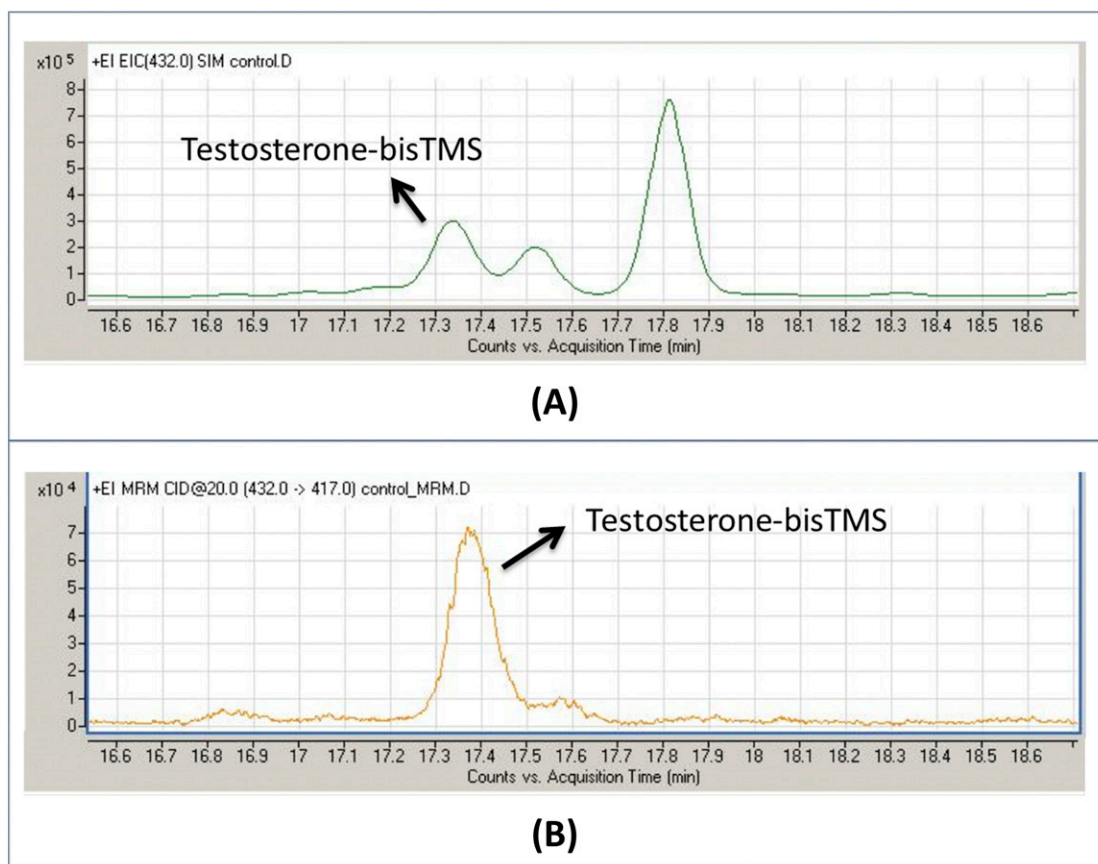 x10 5 +EI EIC(432.0) SIM control.D
8
7
6
5
4
3
2
1
0
Testosterone-bisTMS
16.6 16.7 16.8 16.9 17 17.1 17.2 17.3 17.4 17.5 17.6 17.7 17.8 17.9 18 18.1 18.2 18.3 18.4 18.5 18.6
Counts vs. Acquisition Time (min)
(A)
x10 4 +EI MRM CID@20.0 (432.0 -> 417.0) control_MRM.D
Testosterone-bisTMS
7
6
5
4
3
2
1
0
16.6 16.7 16.8 16.9 17 17.1 17.2 17.3 17.4 17.5 17.6 17.7 17.8 17.9 18 18.1 18.2 18.3 18.4 18.5 18.6
Counts vs. Acquisition Time (min)
(B)